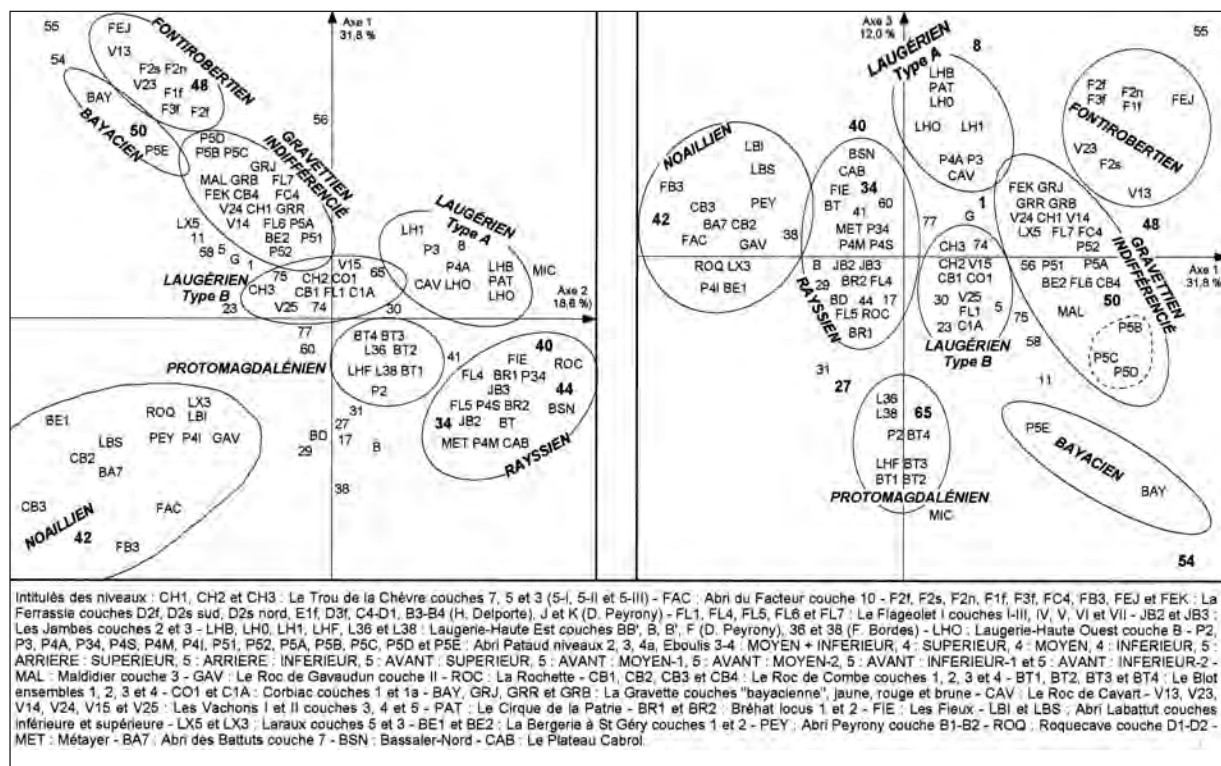 55
FONTIROBERTIEN
FEJ
V13
54
F2s F2n
V23
F1f 48
F3f F2f
BAY
BAYACIEN
50
P5E
56
P5D
P5B P5C
GRAVETTIEN
INDIFFÉRENCIÉ
GRJ
MAL GRB FL7
FEK CB4 FC4
V24 CH1 GRR
V14 FL6 P5A
LX5
BE2 P51
11
P52
58 5 G 1
Axe 1
31,8 %
LAUGÉRIEN
Type A
LH1
8
P3
P4A
LHB MIC
CAV LHO PAT
LHO
V15
75 CH2 CO1 65
CH3 CB1 FL1 C1A
V25 74
LAUGÉRIEN
Type B
23
30
Axe 2
18,6 %
77
60
BT4 BT3
L36 BT2
LHF L38 BT1
P2
PROTOMAGDALÉNIEN
41
40
FIE
ROC
FL4 BR1 P34
JB3
44
FL5 P4S BR2
BSN
34 JB2 BT
MET P4M CAB
RAYSSIEN
31
27
BD 17
29
B
38
LX3
BE1 ROQ LBI
LBS PEY P4I GAV
CB2
BA7
CB3
FAC
NOAILLIEN
42
FB3
Axe 3
12,0 %
LAUGÉRIEN
Type A
8
55
LHB
PAT
LH0
LHO LH1
P4A P3
CAV
F2f F2n FEJ
F3f F1f
FONTIROBERTIEN
V23
F2s
V13
48
NOAILLIEN
LBI
LBS
FB3 PEY
42 CB3
BA7 CB2
FAC GAV
38
ROQ LX3
P4I BE1
40
BSN
CAB
FIE 34
BT 60
41
MET P34
P4M P4S
B JB2 JB3
29 BR2 FL4
BD 44 17
FL5 ROC
BR1
RAYSSIEN
77
1
G
CH3 74
CH2 V15
CB1 CO1
V25
30 5
FL1
23 C1A
LAUGÉRIEN
Type B
FEK GRJ
GRR GRB
V24 CH1 V14
LX5 FL7 FC4
P52
56 P51 P5A
BE2 FL6 CB4
MAL 50
GRAVETTIEN
INDIFFÉRENCIÉ
Axe 1
31,8 %
75
58
11
P5B
P5C
P5D
31
27
L36
L38 65
P2 BT4
LHF BT3
BT1 BT2
PROTOMAGDALÉNIEN
MIC
P5E
BAYACIEN
BAY
54
Intitulés des niveaux : CH1, CH2 et CH3 : Le Trou de la Chèvre couches 7, 5 et 3 (5-I, 5-II et 5-III) - FAC : Abri du Facteur couche 10 - F2f, F2s, F2n, F1f, F3f, FC4, FB3, FEJ et FEK : La
Ferrassie couches D2f, D2s sud, D2s nord, E1f, D3f, C4-D1, B3-B4 (H. Delporte), J et K (D. Peyrony) - FL1, FL4, FL5, FL6 et FL7 : Le Flageolet I couches I-III, IV, V, VI et VII - JB2 et JB3 :
Les Jambes couches 2 et 3 - LHB, LH0, LH1, LHF, L36 et L38 : Laugerie-Haute Est couches BB', B, B', F (D. Peyrony), 36 et 38 (F. Bordes) - LHO : Laugerie-Haute Ouest couche B - P2,
P3, P4A, P34, P4S, P4M, P4I, P51, P52, P5A, P5B, P5C, P5D et P5E : Abri Pataud niveaux 2, 3, 4a, Eboulis 3-4 : MOYEN + INFERIEUR, 4 : SUPERIEUR, 4 : MOYEN, 4 : INFERIEUR, 5 :
ARRIERE : SUPERIEUR, 5 : ARRIERE : INFERIEUR, 5 : AVANT : SUPERIEUR, 5 : AVANT : MOYEN-1, 5 : AVANT : MOYEN-2, 5 : AVANT : INFERIEUR-1 et 5 : AVANT : INFERIEUR-2 -
MAL : Maldidier couche 3 - GAV : Le Roc de Gavaudun couche II - ROC : La Rochette - CB1, CB2, CB3 et CB4 : Le Roc de Combe couches 1, 2, 3 et 4 - BT1, BT2, BT3 et BT4 : Le Blot
ensembles 1, 2, 3 et 4 - CO1 et C1A : Corbiac couches 1 et 1a - BAY, GRJ, GRR et GRB : La Gravette couches "bayacienne", jaune, rouge et brune - CAV : Le Roc de Cavart - V13, V23,
V14, V24, V15 et V25 : Les Vachons I et II couches 3, 4 et 5 - PAT : Le Cirque de la Patrie - BR1 et BR2 : Bréhat locus 1 et 2 - FIE : Les Fieux - LBI et LBS : Abri Labattut couches
inférieure et supérieure - LX5 et LX3 : Laraux couches 5 et 3 - BE1 et BE2 : La Bergerie à St Géry couches 1 et 2 - PEY : Abri Peyrony couche B1-B2 - ROQ : Roquecave couche D1-D2 -
MET : Métayer - BA7 : Abri des Battuts couche 7 - BSN : Bassaler-Nord - CAB : Le Plateau Cabrol.